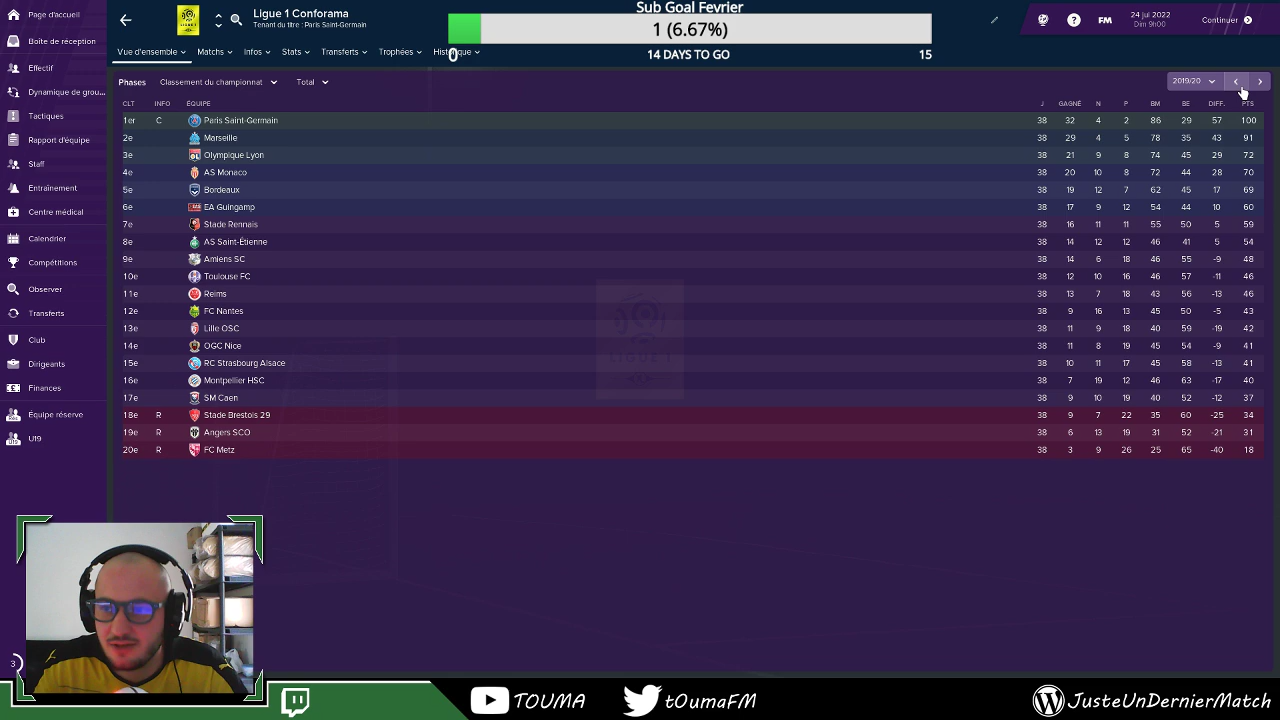 Sub Goal Fevrier
1 (6.67%)
0 14 DAYS TO GO 15
Ligue 1 Conforama
Tenant du titre : Paris Saint-Germain
FM 24 jul 2022 Dim 9h00 Continuer
Vue d'ensemble Matchs Infos Stats Transferts Trophées Historique
Phases Classement du championnat Total 2019/20
CLT INFO ÉQUIPE J GAGNÉ N P BM BE DIFF. PTS
1er C Paris Saint-Germain 38 32 4 2 86 29 57 100
2e Marseille 38 29 4 5 78 35 43 91
3e Olympique Lyon 38 21 9 8 74 45 29 72
4e AS Monaco 38 20 10 8 72 44 28 70
5e Bordeaux 38 19 12 7 62 45 17 69
6e EA Guingamp 38 17 9 12 54 44 10 60
7e Stade Rennais 38 16 11 11 55 50 5 59
8e AS Saint-Étienne 38 14 12 12 46 41 5 54
9e Amiens SC 38 14 6 18 46 55 -9 48
10e Toulouse FC 38 12 10 16 46 57 -11 46
11e Reims 38 13 7 18 43 56 -13 46
12e FC Nantes 38 9 16 13 45 50 -5 43
13e Lille OSC 38 11 9 18 40 59 -19 42
14e OGC Nice 38 11 8 19 45 54 -9 41
15e RC Strasbourg Alsace 38 10 11 17 45 58 -13 41
16e Montpellier HSC 38 7 19 12 46 63 -17 40
17e SM Caen 38 9 10 19 40 52 -12 37
18e R Stade Brestois 29 38 9 7 22 35 60 -25 34
19e R Angers SCO 38 6 13 19 31 52 -21 31
20e R FC Metz 38 3 9 26 25 65 -40 18
Page d'accueil
Boîte de réception
Effectif
Dynamique de grou...
Tactiques
Rapport d'équipe
Staff
Entraînement
Centre médical
Calendrier
Compétitions
Observer
Transferts
Club
Dirigeants
Finances
Équipe réserve
U19
LIGUE 1
3
TOUMA tOumaFM JusteUnDernierMatch